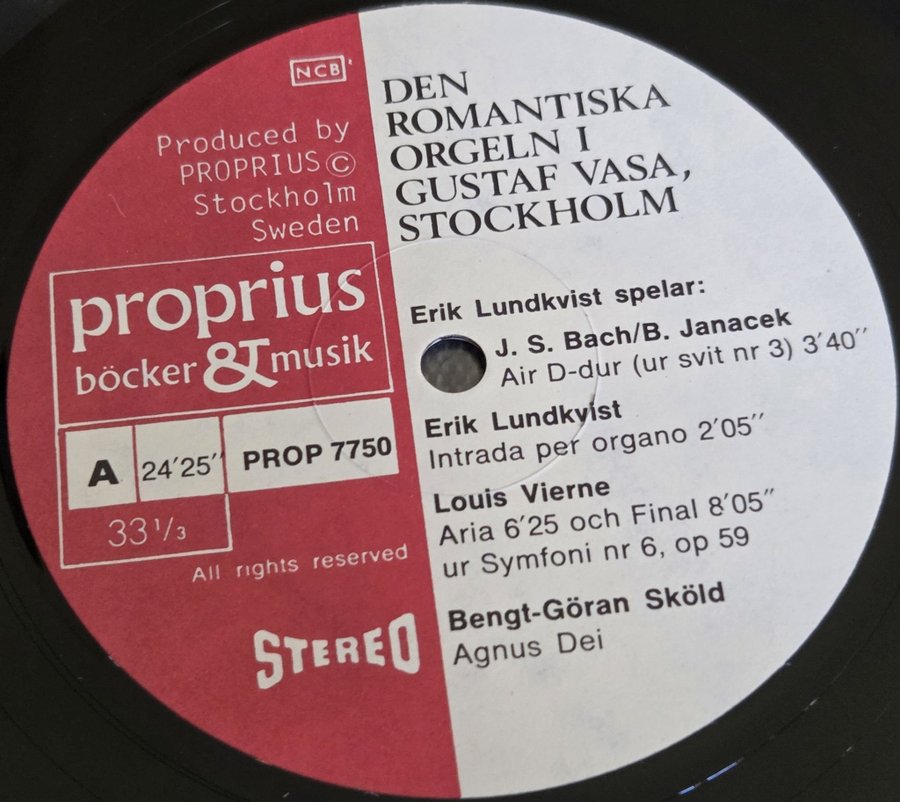 NCB
Produced by
PROPRIUS©
Stockholm
Sweden
proprius
böcker & musik
A 24'25'' PROP 7750
33 1/3
All rights reserved
STEREO
DEN
ROMANTISKA
ORGELN I
GUSTAF VASA,
STOCKHOLM
Erik Lundkvist spelar:
J. S. Bach/B. Janacek
Air D-dur (ur svit nr 3) 3'40''
Erik Lundkvist
Intrada per organo 2'05''
Louis Vierne
Aria 6'25 och Final 8'05''
ur Symfoni nr 6, op 59
Bengt-Göran Sköld
Agnus Dei